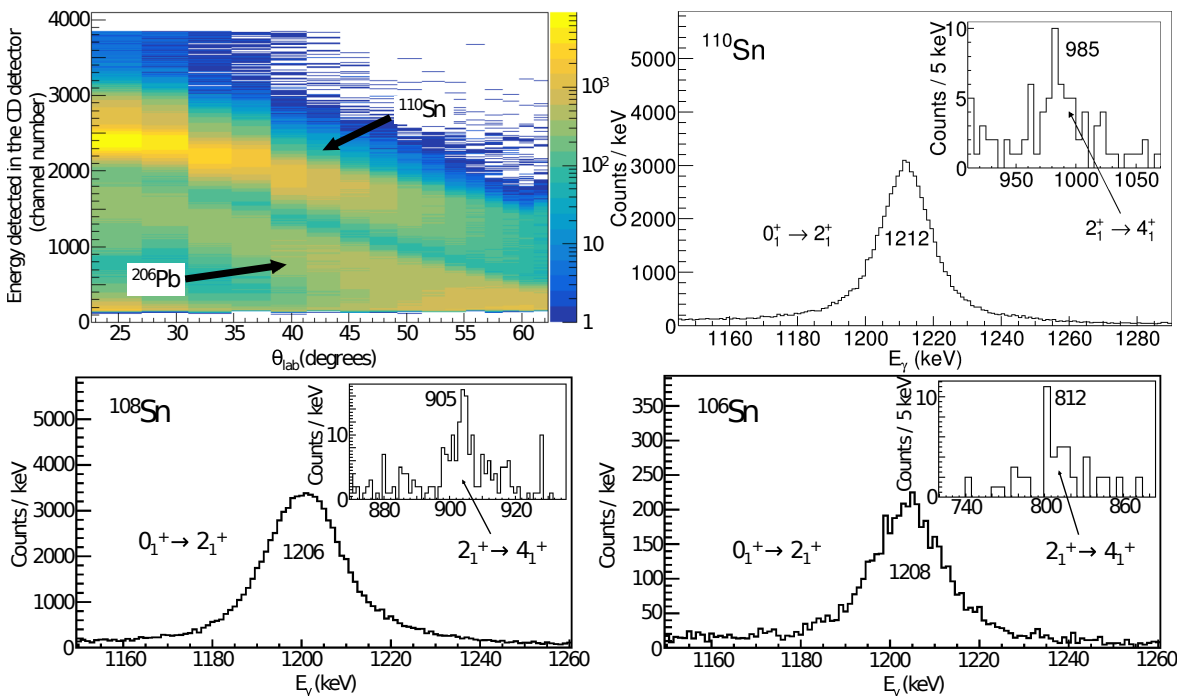 Energy detected in the CD detector
(channel number)
4000
3000
2000
1000
0
¹¹⁰Sn
²⁰⁶Pb
10³
10²
10
1
25 30 35 40 45 50 55 60
θlab(degrees)
¹¹⁰Sn
Counts / keV
5000
4000
3000
2000
1000
0
0₁⁺ → 2₁⁺
1212
1160 1180 1200 1220 1240 1260 1280
Eγ (keV)
Counts / 5 keV
10
5
0
985
950 1000 1050
2₁⁺ → 4₁⁺
¹⁰⁸Sn
Counts / keV
5000
4000
3000
2000
1000
0
0₁⁺ → 2₁⁺
1206
1160 1180 1200 1220 1240 1260
Eγ (keV)
Counts / keV
10
0
905
880 900 920
2₁⁺ → 4₁⁺
¹⁰⁶Sn
Counts / keV
350
300
250
200
150
100
50
0
0₁⁺ → 2₁⁺
1208
1160 1180 1200 1220 1240 1260
Eγ (keV)
Counts / 5 keV
10
0
812
740 800 860
2₁⁺ → 4₁⁺